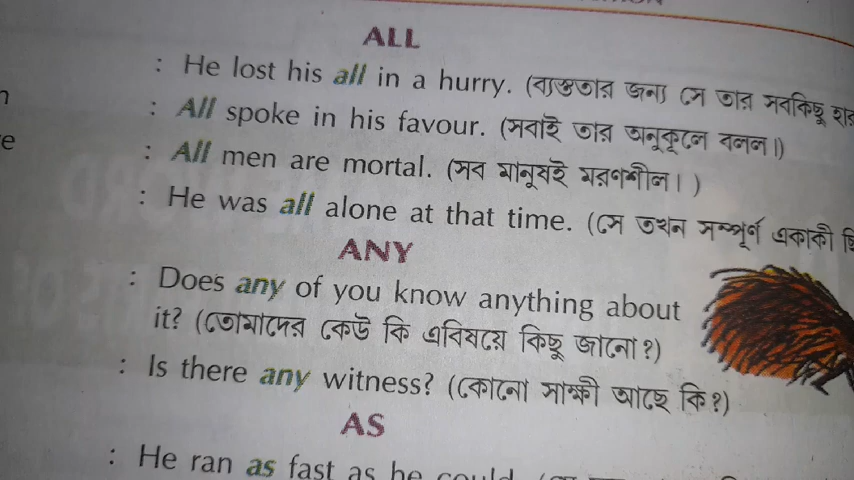 ALL
: He lost his all in a hurry. (ব্যস্ততার জন্য সে তার সবকিছু
: All spoke in his favour. (সবাই তার অনুকূলে বলল।)
: All men are mortal. (সব মানুষই মরণশীল। )
: He was all alone at that time. (সে তখন সম্পূর্ণ একাকী
ANY
: Does any of you know anything about
it? (তোমাদের কেউ কি এবিষয়ে কিছু জানো?)
: Is there any witness? (কোনো সাক্ষী আছে কি?)
AS
: He ran as fast as he could.